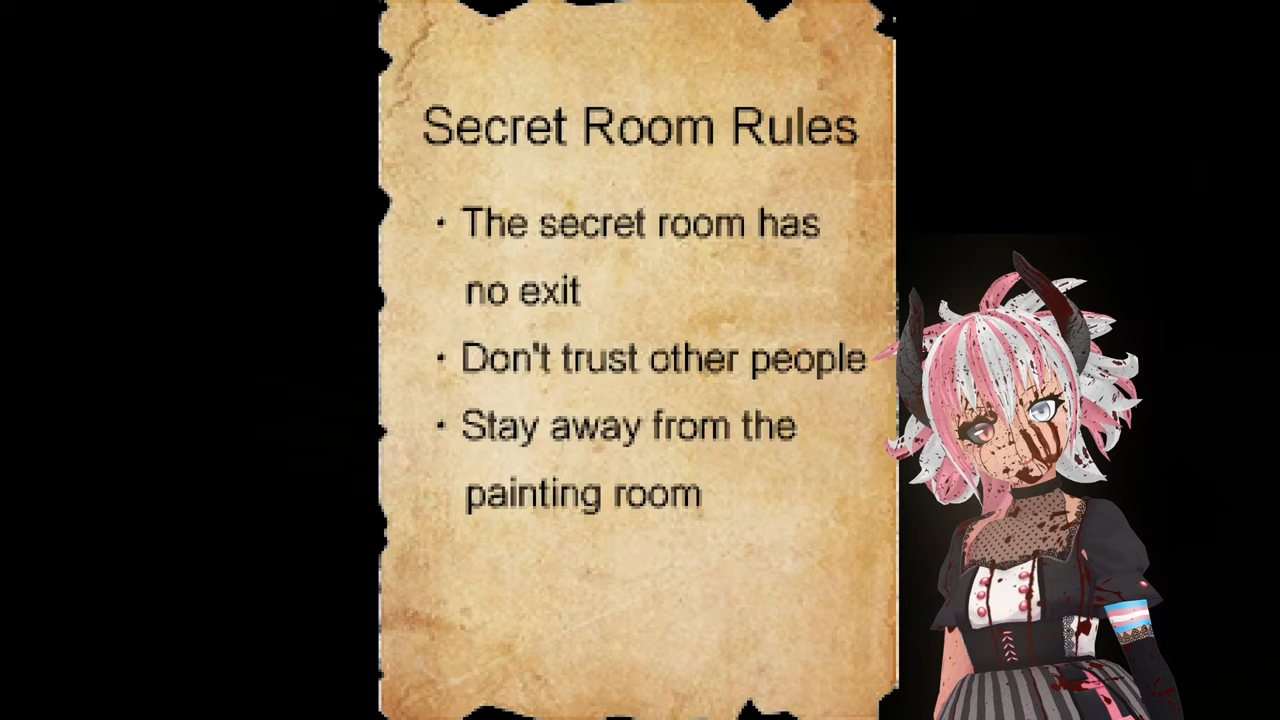 Secret Room Rules
· The secret room has
no exit
· Don't trust other people
· Stay away from the
painting room